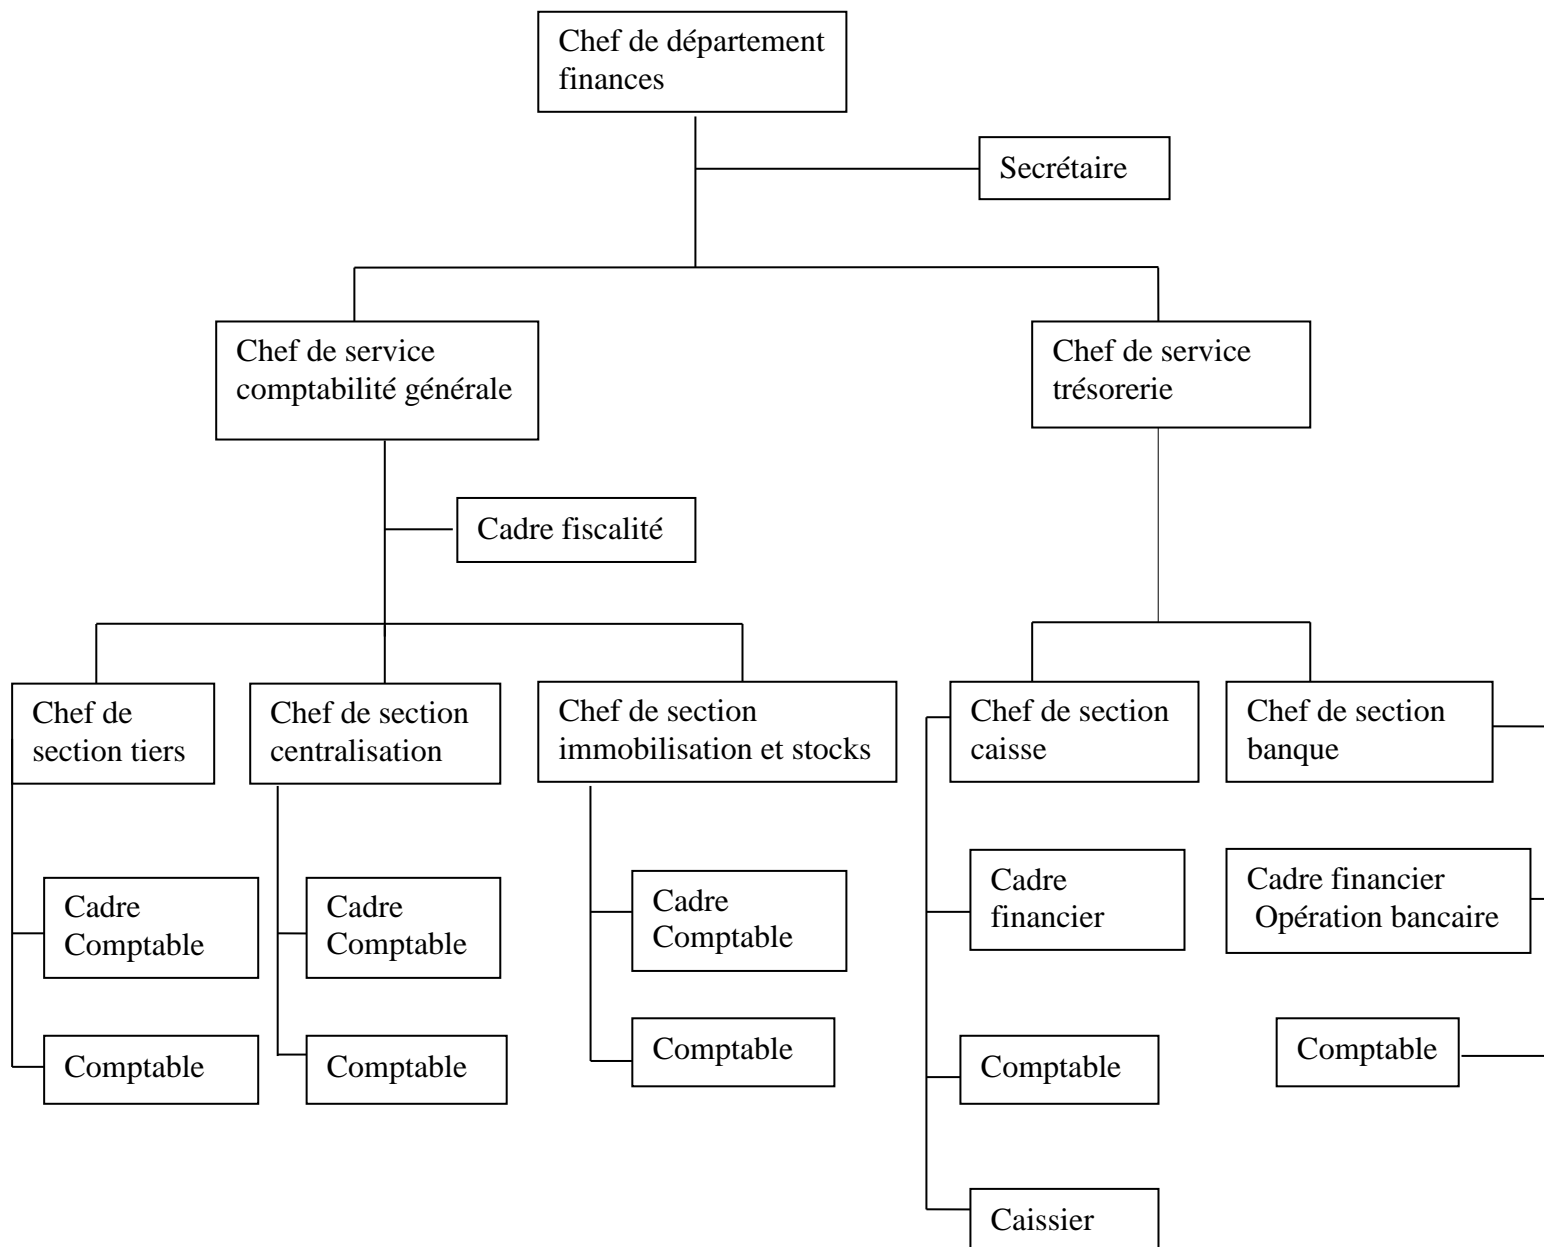 Chef de département
finances
Secrétaire
Chef de service
comptabilité générale
Chef de service
trésorerie
Cadre fiscalité
Chef de
section tiers
Chef de section
centralisation
Chef de section
immobilisation et stocks
Chef de section
caisse
Chef de section
banque
Cadre
Comptable
Cadre
Comptable
Cadre
Comptable
Cadre
financier
Cadre financier
Opération bancaire
Comptable
Comptable
Comptable
Comptable
Comptable
Caissier